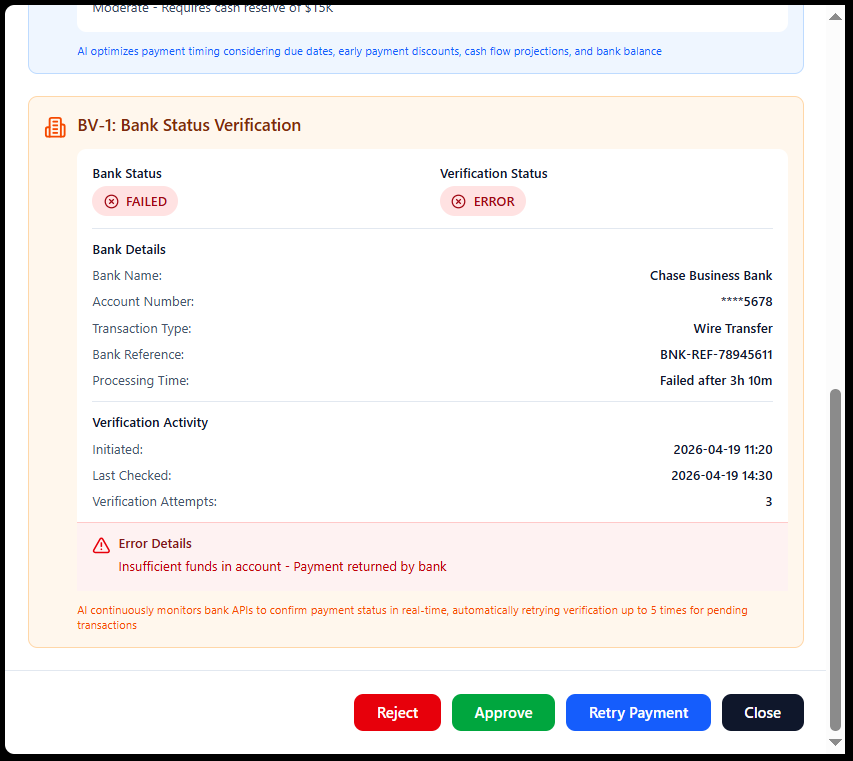 Moderate - Requires cash reserve of $15K
AI optimizes payment timing considering due dates, early payment discounts, cash flow projections, and bank balance
BV-1: Bank Status Verification
Bank Status
Verification Status
FAILED
ERROR
Bank Details
Bank Name:
Chase Business Bank
Account Number:
****5678
Transaction Type:
Wire Transfer
Bank Reference:
BNK-REF-78945611
Processing Time:
Failed after 3h 10m
Verification Activity
Initiated:
2026-04-19 11:20
Last Checked:
2026-04-19 14:30
Verification Attempts:
3
Error Details
Insufficient funds in account - Payment returned by bank
AI continuously monitors bank APIs to confirm payment status in real-time, automatically retrying verification up to 5 times for pending
transactions
Reject
Approve
Retry Payment
Close